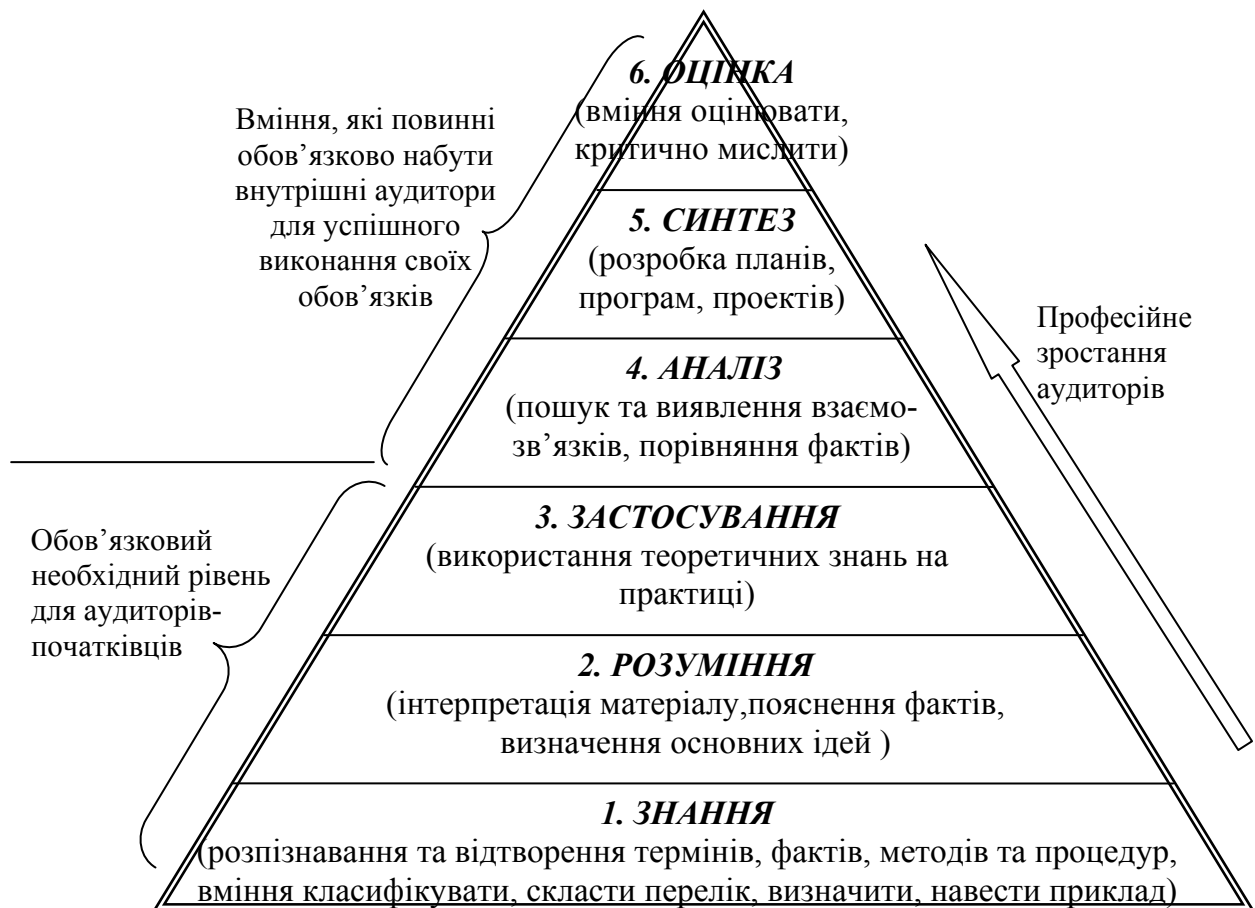 6. ОЦІНКА
(вміння оцінювати,
критично мислити)
Вміння, які повинні
обов’язково набути
внутрішні аудитори
для успішного
виконання своїх
обов’язків
5. СИНТЕЗ
(розробка планів,
програм, проектів)
Професійне
зростання
аудиторів
4. АНАЛІЗ
(пошук та виявлення взаємо-
зв’язків, порівняння фактів)
3. ЗАСТОСУВАННЯ
(використання теоретичних знань на
практиці)
Обов’язковий
необхідний рівень
для аудиторів-
початківців
2. РОЗУМІННЯ
(інтерпретація матеріалу,пояснення фактів,
визначення основних ідей )
1. ЗНАННЯ
(розпізнавання та відтворення термінів, фактів, методів та процедур,
вміння класифікувати, скласти перелік, визначити, навести приклад)